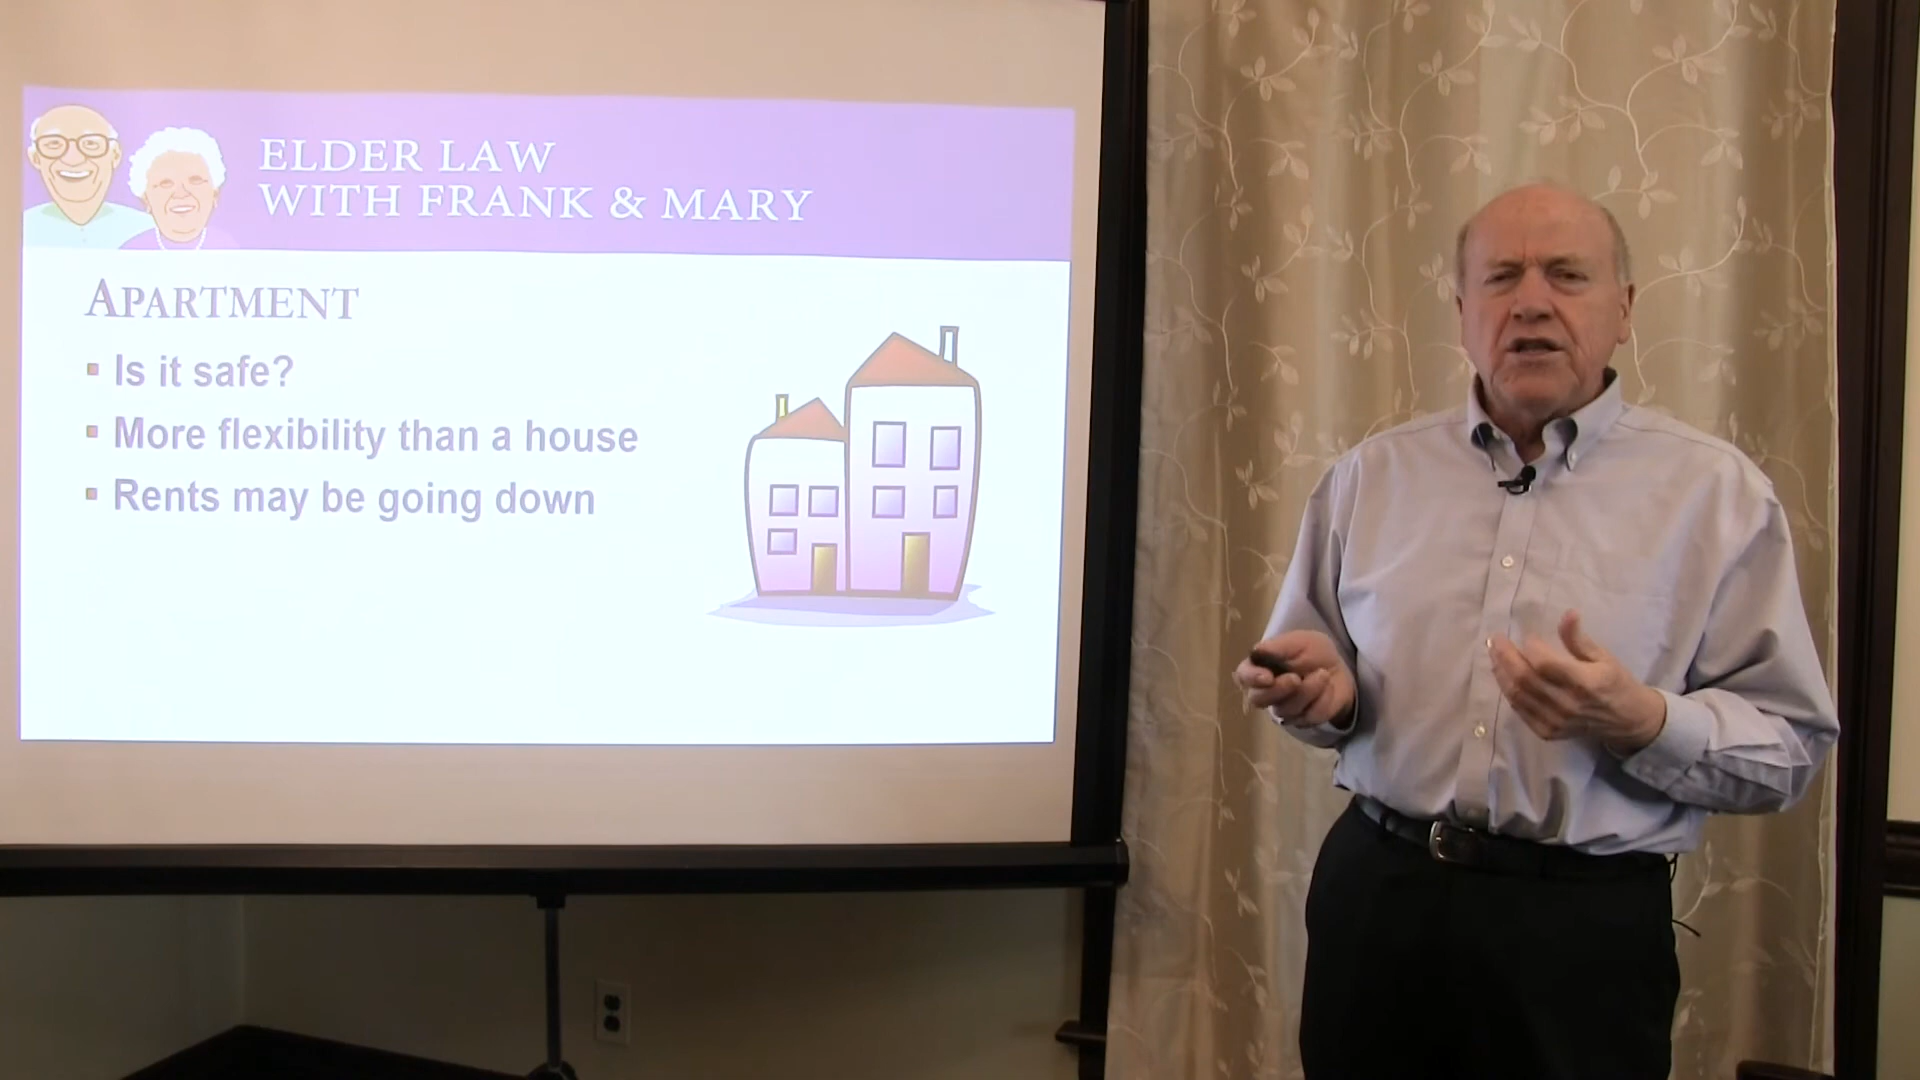 ELDER LAW
WITH FRANK & MARY
APARTMENT
Is it safe?
More flexibility than a house
Rents may be going down